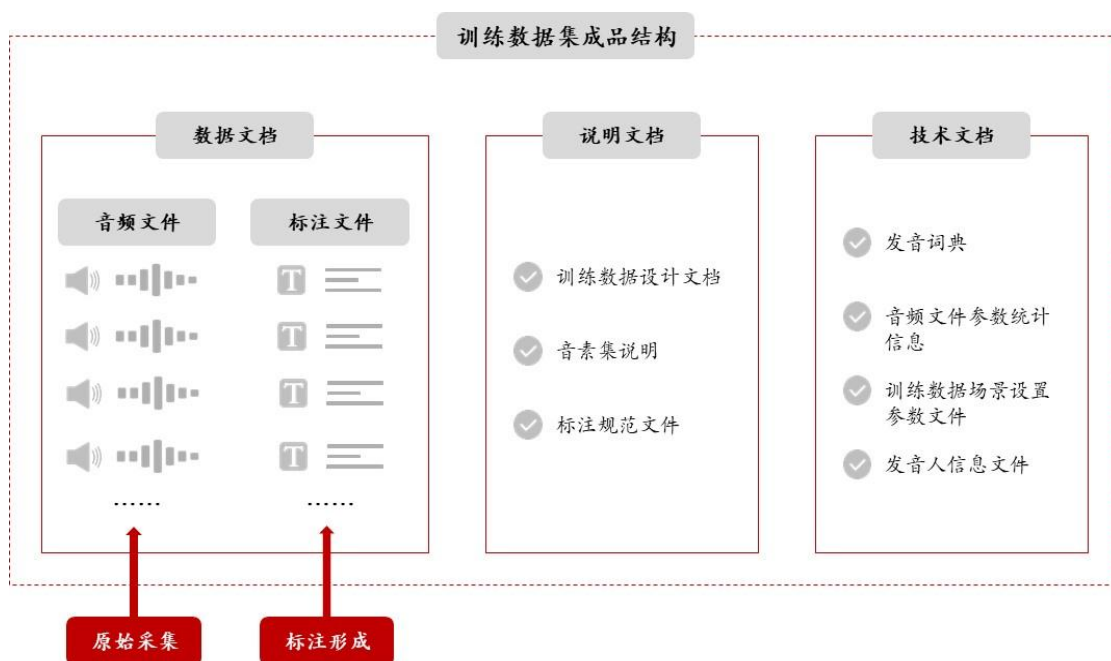 训练数据集成品结构
数据文档
音频文件
标注文件
T
T
T
T
......
......
原始采集
标注形成
说明文档
训练数据设计文档
音素集说明
标注规范文件
技术文档
发音词典
音频文件参数统计
信息
训练数据场景设置
参数文件
发音人信息文件